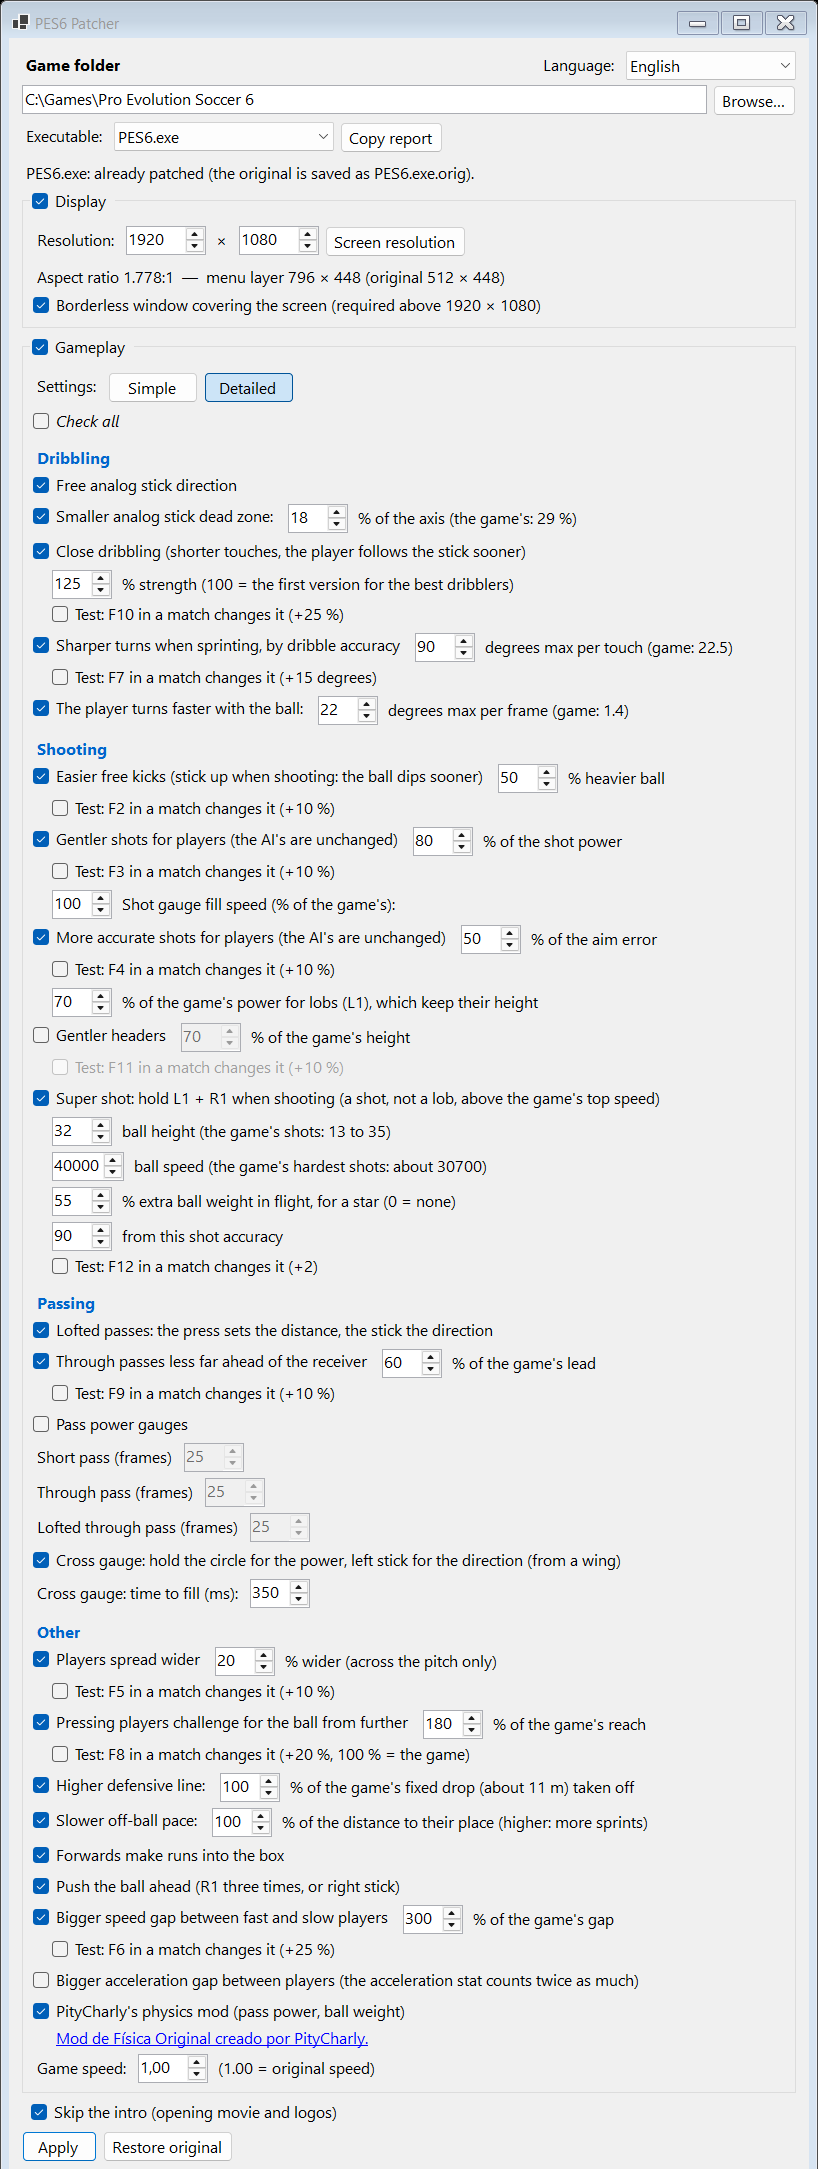 PES6 Patcher
Game folder
Language: English
C:\Games\Pro Evolution Soccer 6
Browse...
Executable: PES6.exe
Copy report
PES6.exe: already patched (the original is saved as PES6.exe.orig).
Display
Resolution: 1920 × 1080 Screen resolution
Aspect ratio 1.778:1 — menu layer 796 × 448 (original 512 × 448)
Borderless window covering the screen (required above 1920 × 1080)
Gameplay
Settings: Simple Detailed
Check all
Dribbling
Free analog stick direction
Smaller analog stick dead zone: 18 % of the axis (the game's: 29 %)
Close dribbling (shorter touches, the player follows the stick sooner)
125 % strength (100 = the first version for the best dribblers)
Test: F10 in a match changes it (+25 %)
Sharper turns when sprinting, by dribble accuracy 90 degrees max per touch (game: 22.5)
Test: F7 in a match changes it (+15 degrees)
The player turns faster with the ball: 22 degrees max per frame (game: 1.4)
Shooting
Easier free kicks (stick up when shooting: the ball dips sooner) 50 % heavier ball
Test: F2 in a match changes it (+10 %)
Gentler shots for players (the AI's are unchanged) 80 % of the shot power
Test: F3 in a match changes it (+10 %)
100 Shot gauge fill speed (% of the game's):
More accurate shots for players (the AI's are unchanged) 50 % of the aim error
Test: F4 in a match changes it (+10 %)
70 % of the game's power for lobs (L1), which keep their height
Gentler headers 70 % of the game's height
Test: F11 in a match changes it (+10 %)
Super shot: hold L1 + R1 when shooting (a shot, not a lob, above the game's top speed)
32 ball height (the game's shots: 13 to 35)
40000 ball speed (the game's hardest shots: about 30700)
55 % extra ball weight in flight, for a star (0 = none)
90 from this shot accuracy
Test: F12 in a match changes it (+2)
Passing
Lofted passes: the press sets the distance, the stick the direction
Through passes less far ahead of the receiver 60 % of the game's lead
Test: F9 in a match changes it (+10 %)
Pass power gauges
Short pass (frames) 25
Through pass (frames) 25
Lofted through pass (frames) 25
Cross gauge: hold the circle for the power, left stick for the direction (from a wing)
Cross gauge: time to fill (ms): 350
Other
Players spread wider 20 % wider (across the pitch only)
Test: F5 in a match changes it (+10 %)
Pressing players challenge for the ball from further 180 % of the game's reach
Test: F8 in a match changes it (+20 %, 100 % = the game)
Higher defensive line: 100 % of the game's fixed drop (about 11 m) taken off
Slower off-ball pace: 100 % of the distance to their place (higher: more sprints)
Forwards make runs into the box
Push the ball ahead (R1 three times, or right stick)
Bigger speed gap between fast and slow players 300 % of the game's gap
Test: F6 in a match changes it (+25 %)
Bigger acceleration gap between players (the acceleration stat counts twice as much)
PityCharly's physics mod (pass power, ball weight)
Mod de Física Original creado por PityCharly.
Game speed: 1,00 (1.00 = original speed)
Skip the intro (opening movie and logos)
Apply Restore original